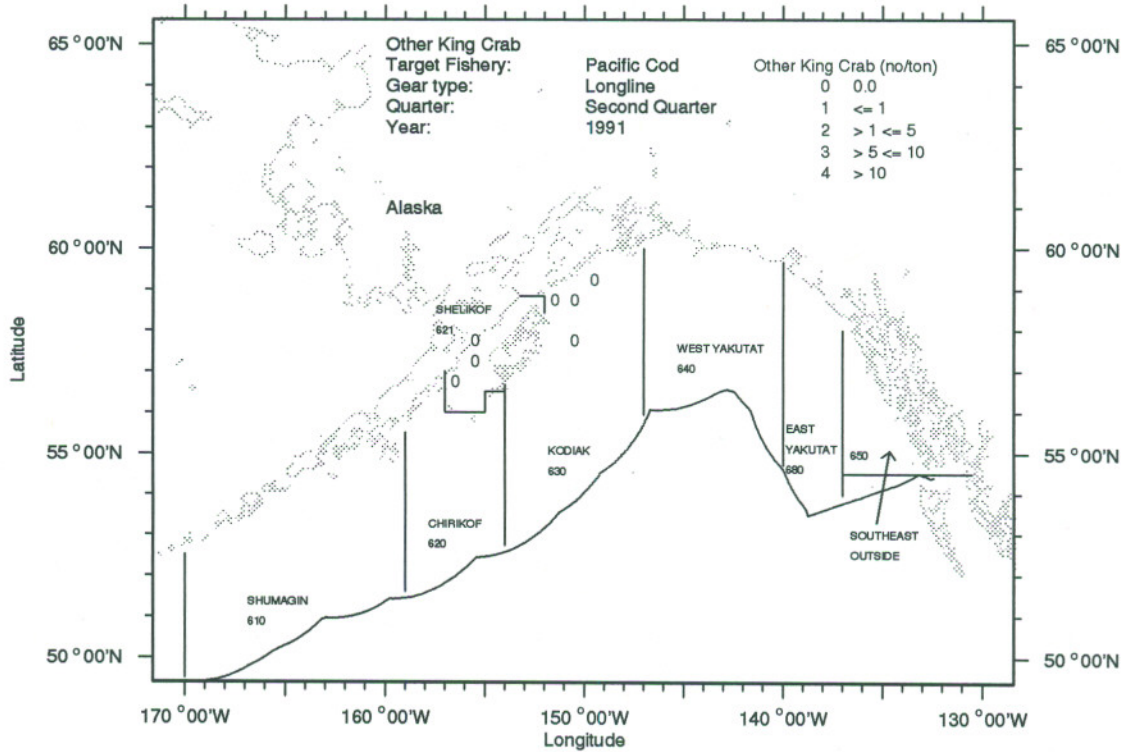 Other King Crab
Target Fishery: Pacific Cod
Gear type: Longline
Quarter: Second Quarter
Year: 1991
Other King Crab (no/ton)
0 0.0
1 <= 1
2 > 1 <= 5
3 > 5 <= 10
4 > 10
65 °00'N
65 °00'N
Alaska
60 °00'N
60 °00'N
0
0 0
SHELIKOF
621
0
0
0
0
WEST YAKUTAT
640
Latitude
55 °00'N
55 °00'N
EAST
YAKUTAT
680
650
KODIAK
630
CHIRIKOF
620
SOUTHEAST
OUTSIDE
SHUMAGIN
610
50 °00'N
50 °00'N
170 °00'W
160 °00'W
150 °00'W
140 °00'W
130 °00'W
Longitude